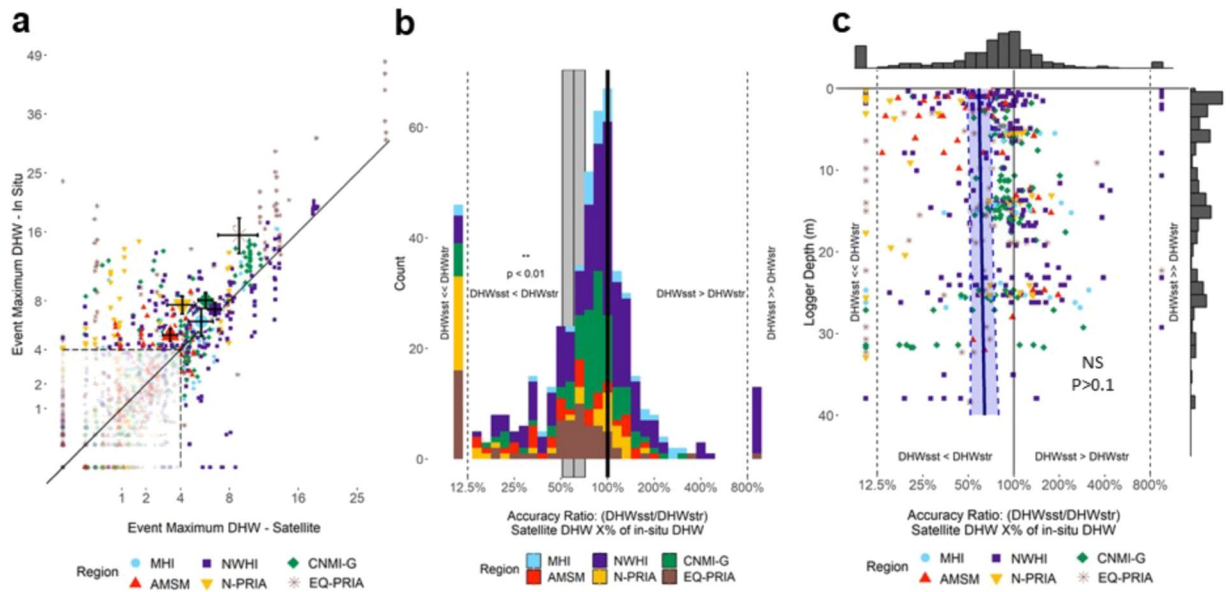 a
49
36
25
16
8
4
2
1
1 2 4 8 16 25
Event Maximum DHW - In Situ
Event Maximum DHW - Satellite
Region
MHI NWHI CNMI-G
AMSM N-PRIA EQ-PRIA
b
60
40
20
0
Count
DHWsst << DHWstr
**
p < 0.01
DHWsst < DHWstr
DHWsst > DHWstr
DHWsst >> DHWstr
12.5% 25% 50% 100% 200% 400% 800%
Accuracy Ratio: (DHWsst/DHWstr)
Satellite DHW X% of in-situ DHW
Region
MHI NWHI CNMI-G
AMSM N-PRIA EQ-PRIA
c
0
10
20
30
40
Logger Depth (m)
DHWsst << DHWstr
DHWsst >> DHWstr
NS
P>0.1
DHWsst < DHWstr DHWsst > DHWstr
12.5% 25% 50% 100% 200% 400% 800%
Accuracy Ratio: (DHWsst/DHWstr)
Satellite DHW X% of in-situ DHW
Region
MHI NWHI CNMI-G
AMSM N-PRIA EQ-PRIA